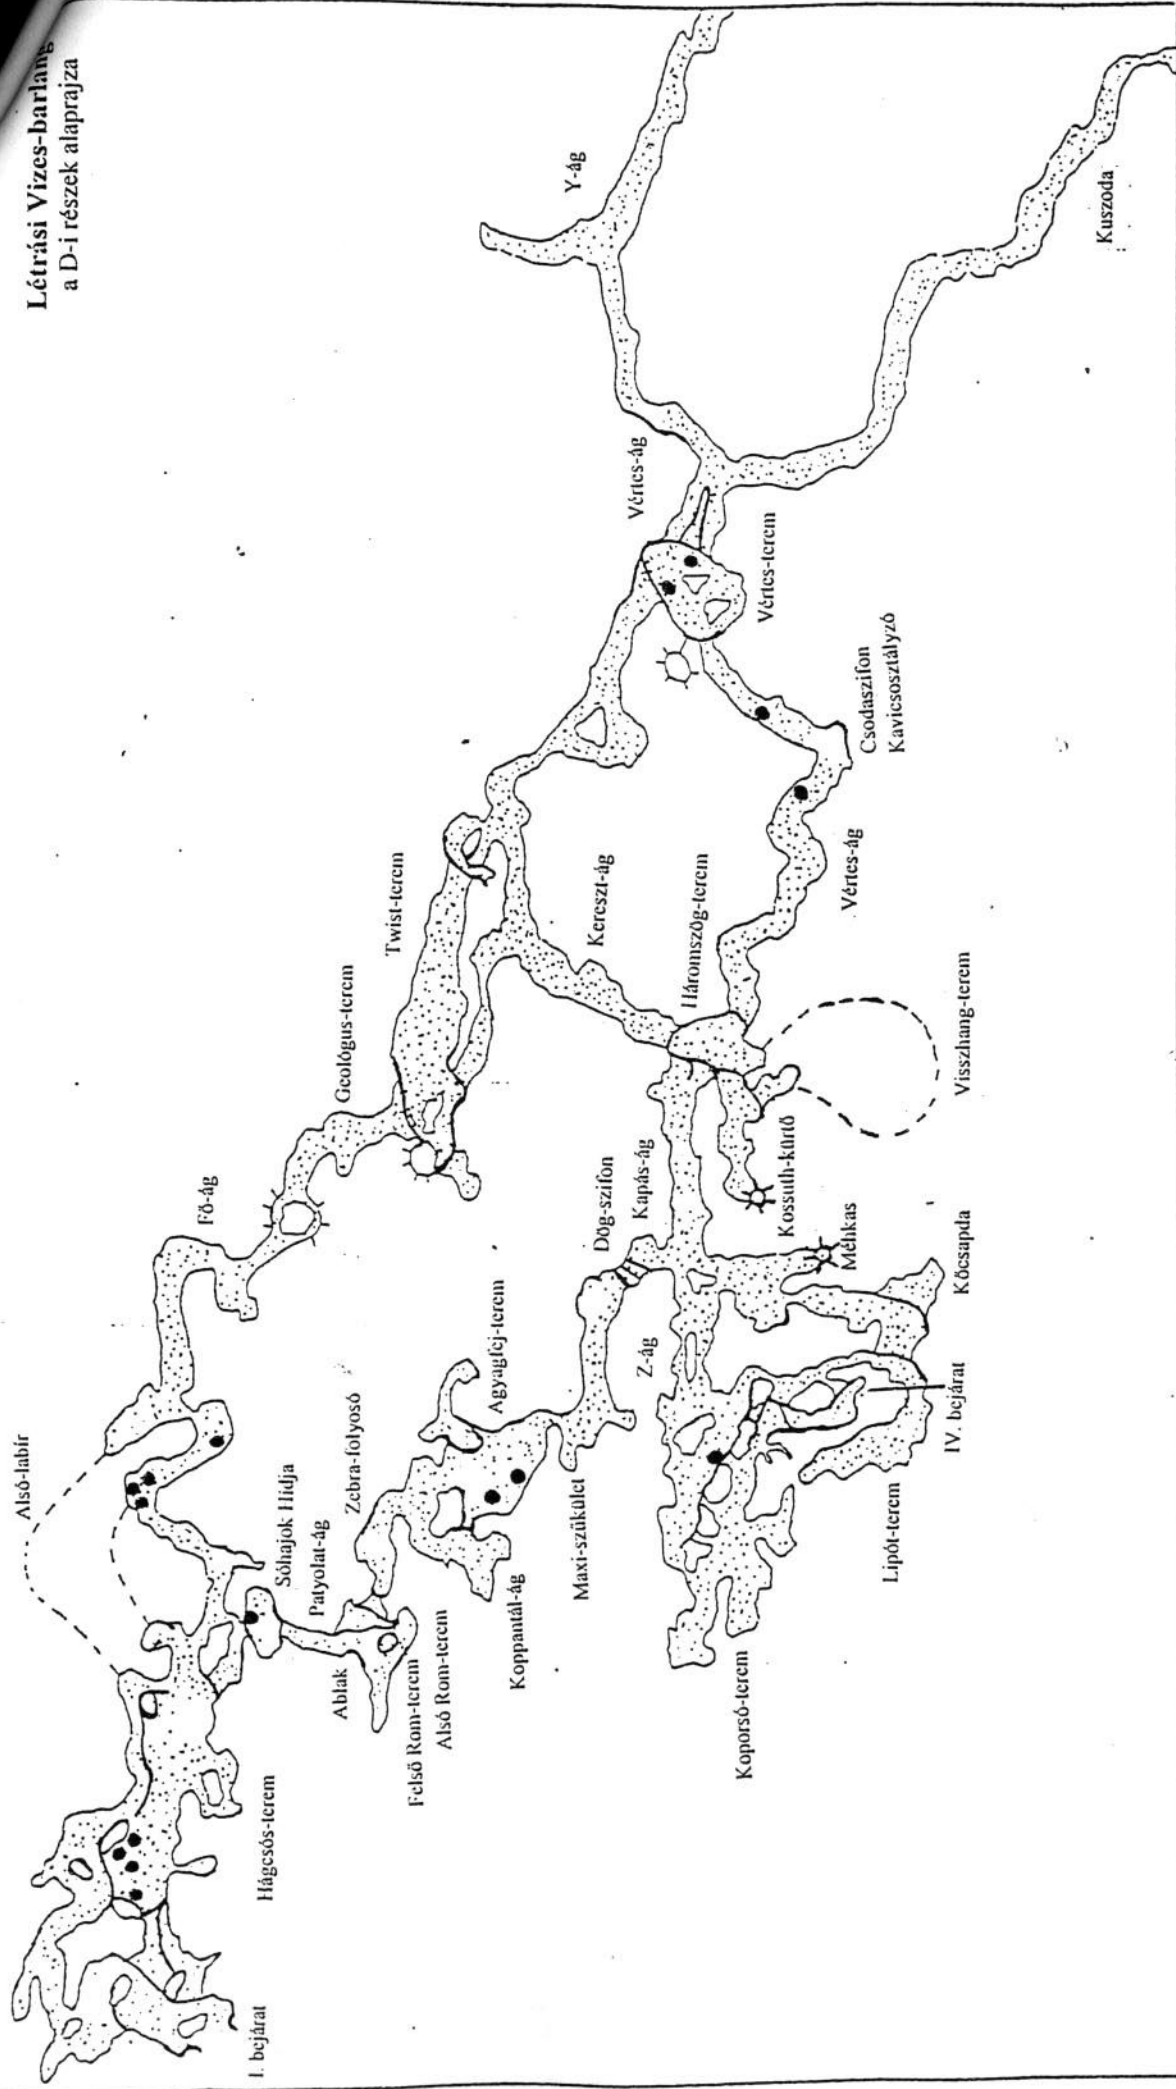 Létrási Vizes-barlang
a D-i részek alaprajza
Y-ág
Kuszoda
Vértes-ág
Vértes-terem
Csodaszifon
Kavicsosztályzó
Vértes-ág
Twist-terem
Kereszt-ág
Háromszög-terem
Visszhang-terem
Geológus-terem
Fő-ág
Dög-szifon
Kapás-ág
Kossuth-kürtő
Méhkas
Kőcsapda
Agyagfej-terem
Z-ág
IV. bejárat
Alsó-labir
Zebra-folyosó
Sóhajok Hídja
Patyolat-ág
Maxi-szűkület
Lipót-terem
Koppantál-ág
Ablak
Felső Rom-terem
Alsó Rom-terem
Koporsó-terem
Hágcsós-terem
I. bejárat